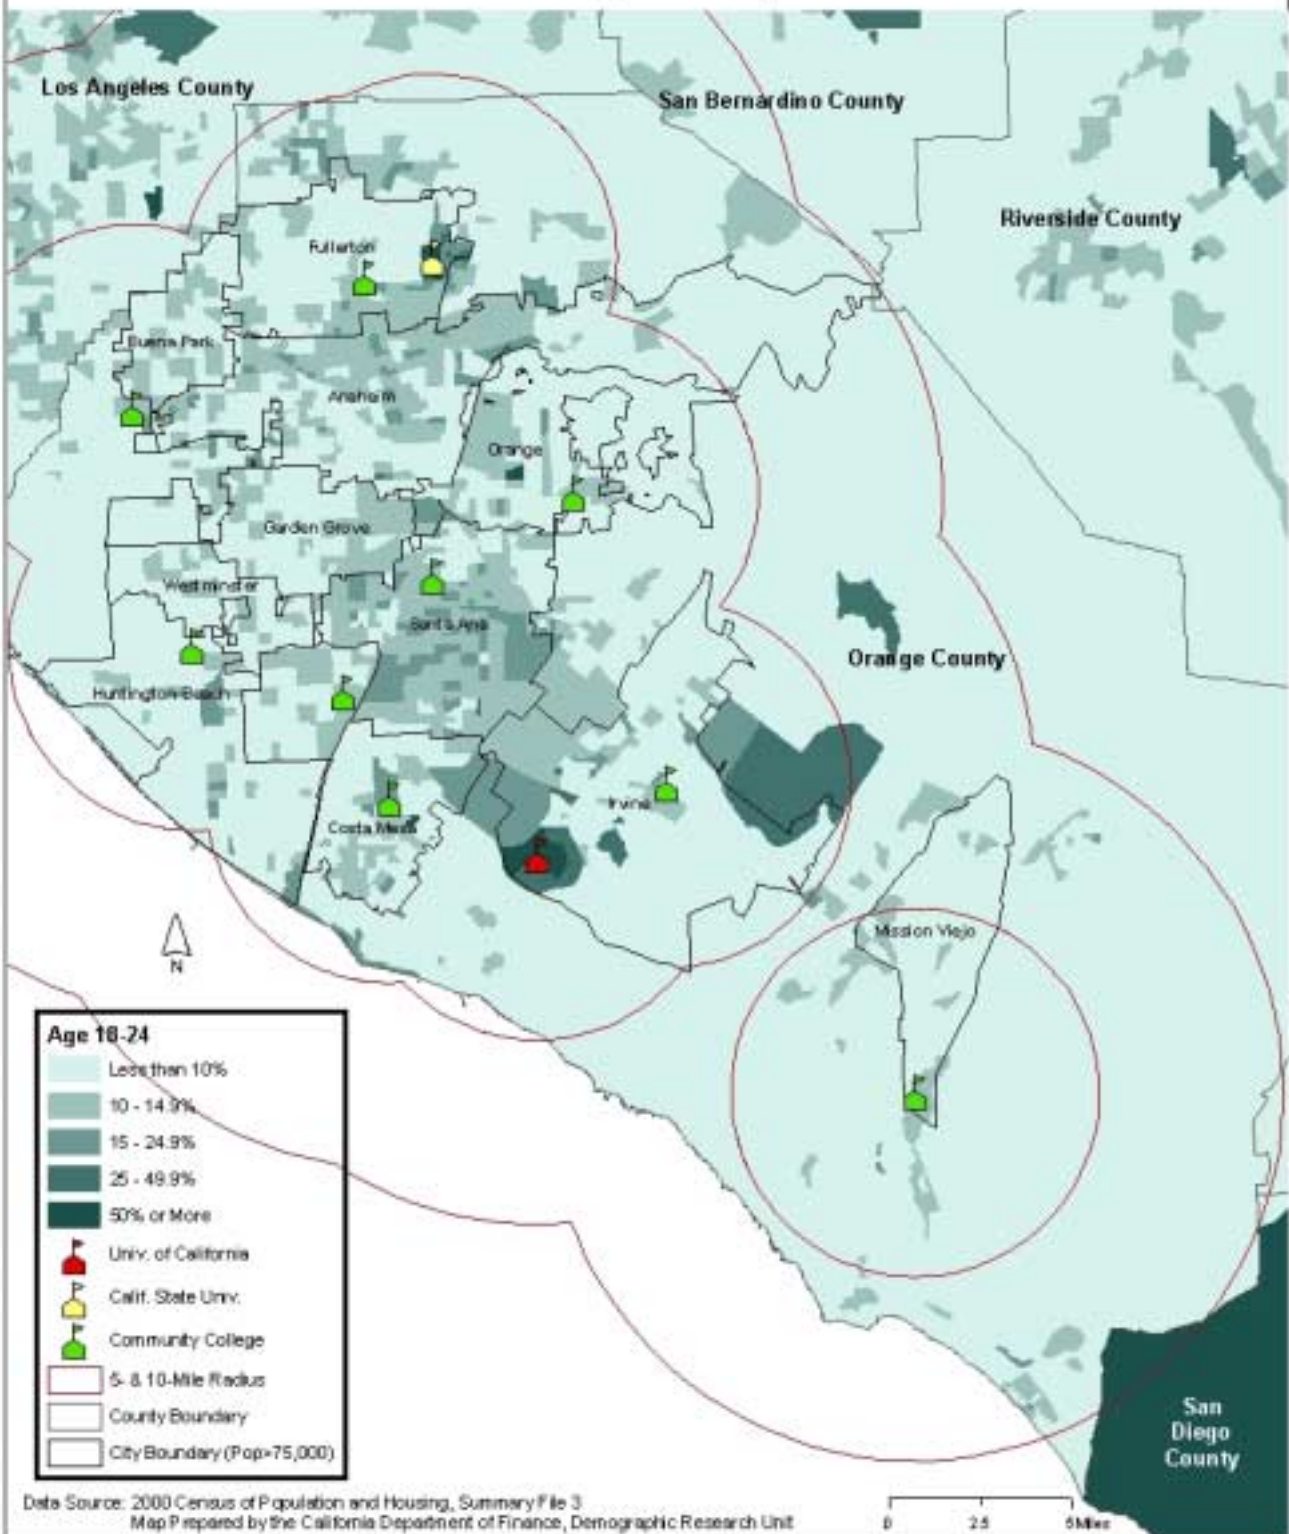 Los Angeles County
San Bernardino County
Riverside County
Fullerton
Buena Park
Anaheim
Orange
Garden Grove
Westminster
Santa Ana
Orange County
Huntington Beach
Irvine
Costa Mesa
Mission Viejo
N
Age 18-24
Less than 10%
10 - 14.9%
15 - 24.9%
25 - 49.9%
50% or More
Univ. of California
Calif. State Univ.
Community College
5- & 10-Mile Radius
County Boundary
City Boundary (Pop>75,000)
San
Diego
County
Data Source: 2000 Census of Population and Housing, Summary File 3
Map Prepared by the California Department of Finance, Demographic Research Unit
0 2.5 5 Miles